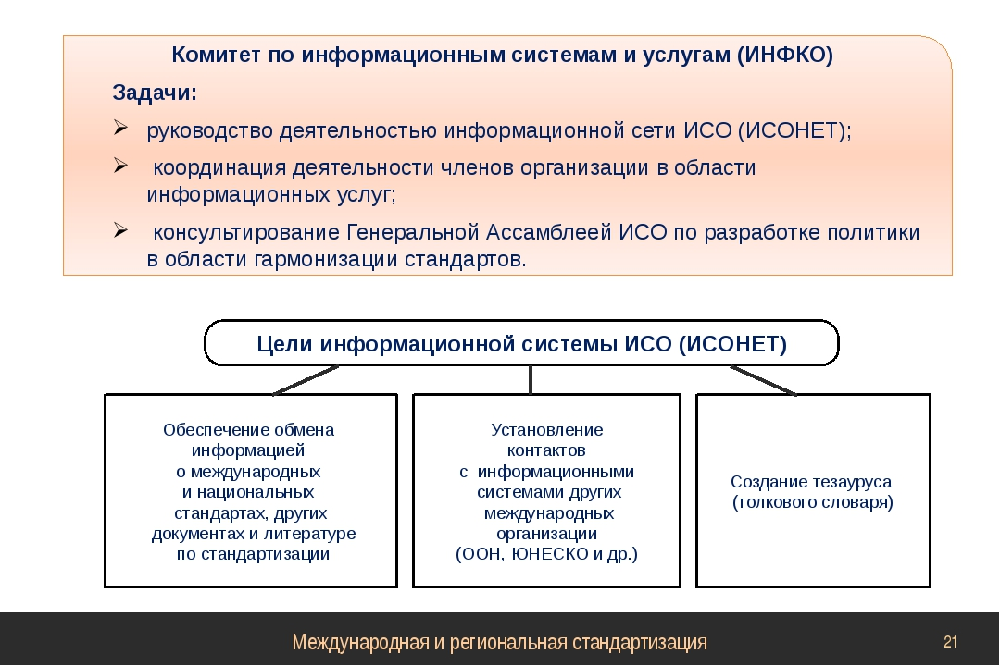 Комитет по информационным системам и услугам (ИНФКО)
Задачи:
руководство деятельностью информационной сети ИСО (ИСОНЕТ);
координация деятельности членов организации в области
информационных услуг;
консультирование Генеральной Ассамблеей ИСО по разработке политики
в области гармонизации стандартов.
Цели информационной системы ИСО (ИСОНЕТ)
Обеспечение обмена
информацией
о международных
и национальных
стандартах, других
документах и литературе
по стандартизации
Установление
контактов
с информационными
системами других
международных
организации
(ООН, ЮНЕСКО и др.)
Создание тезауруса
(толкового словаря)
Международная и региональная стандартизация
21